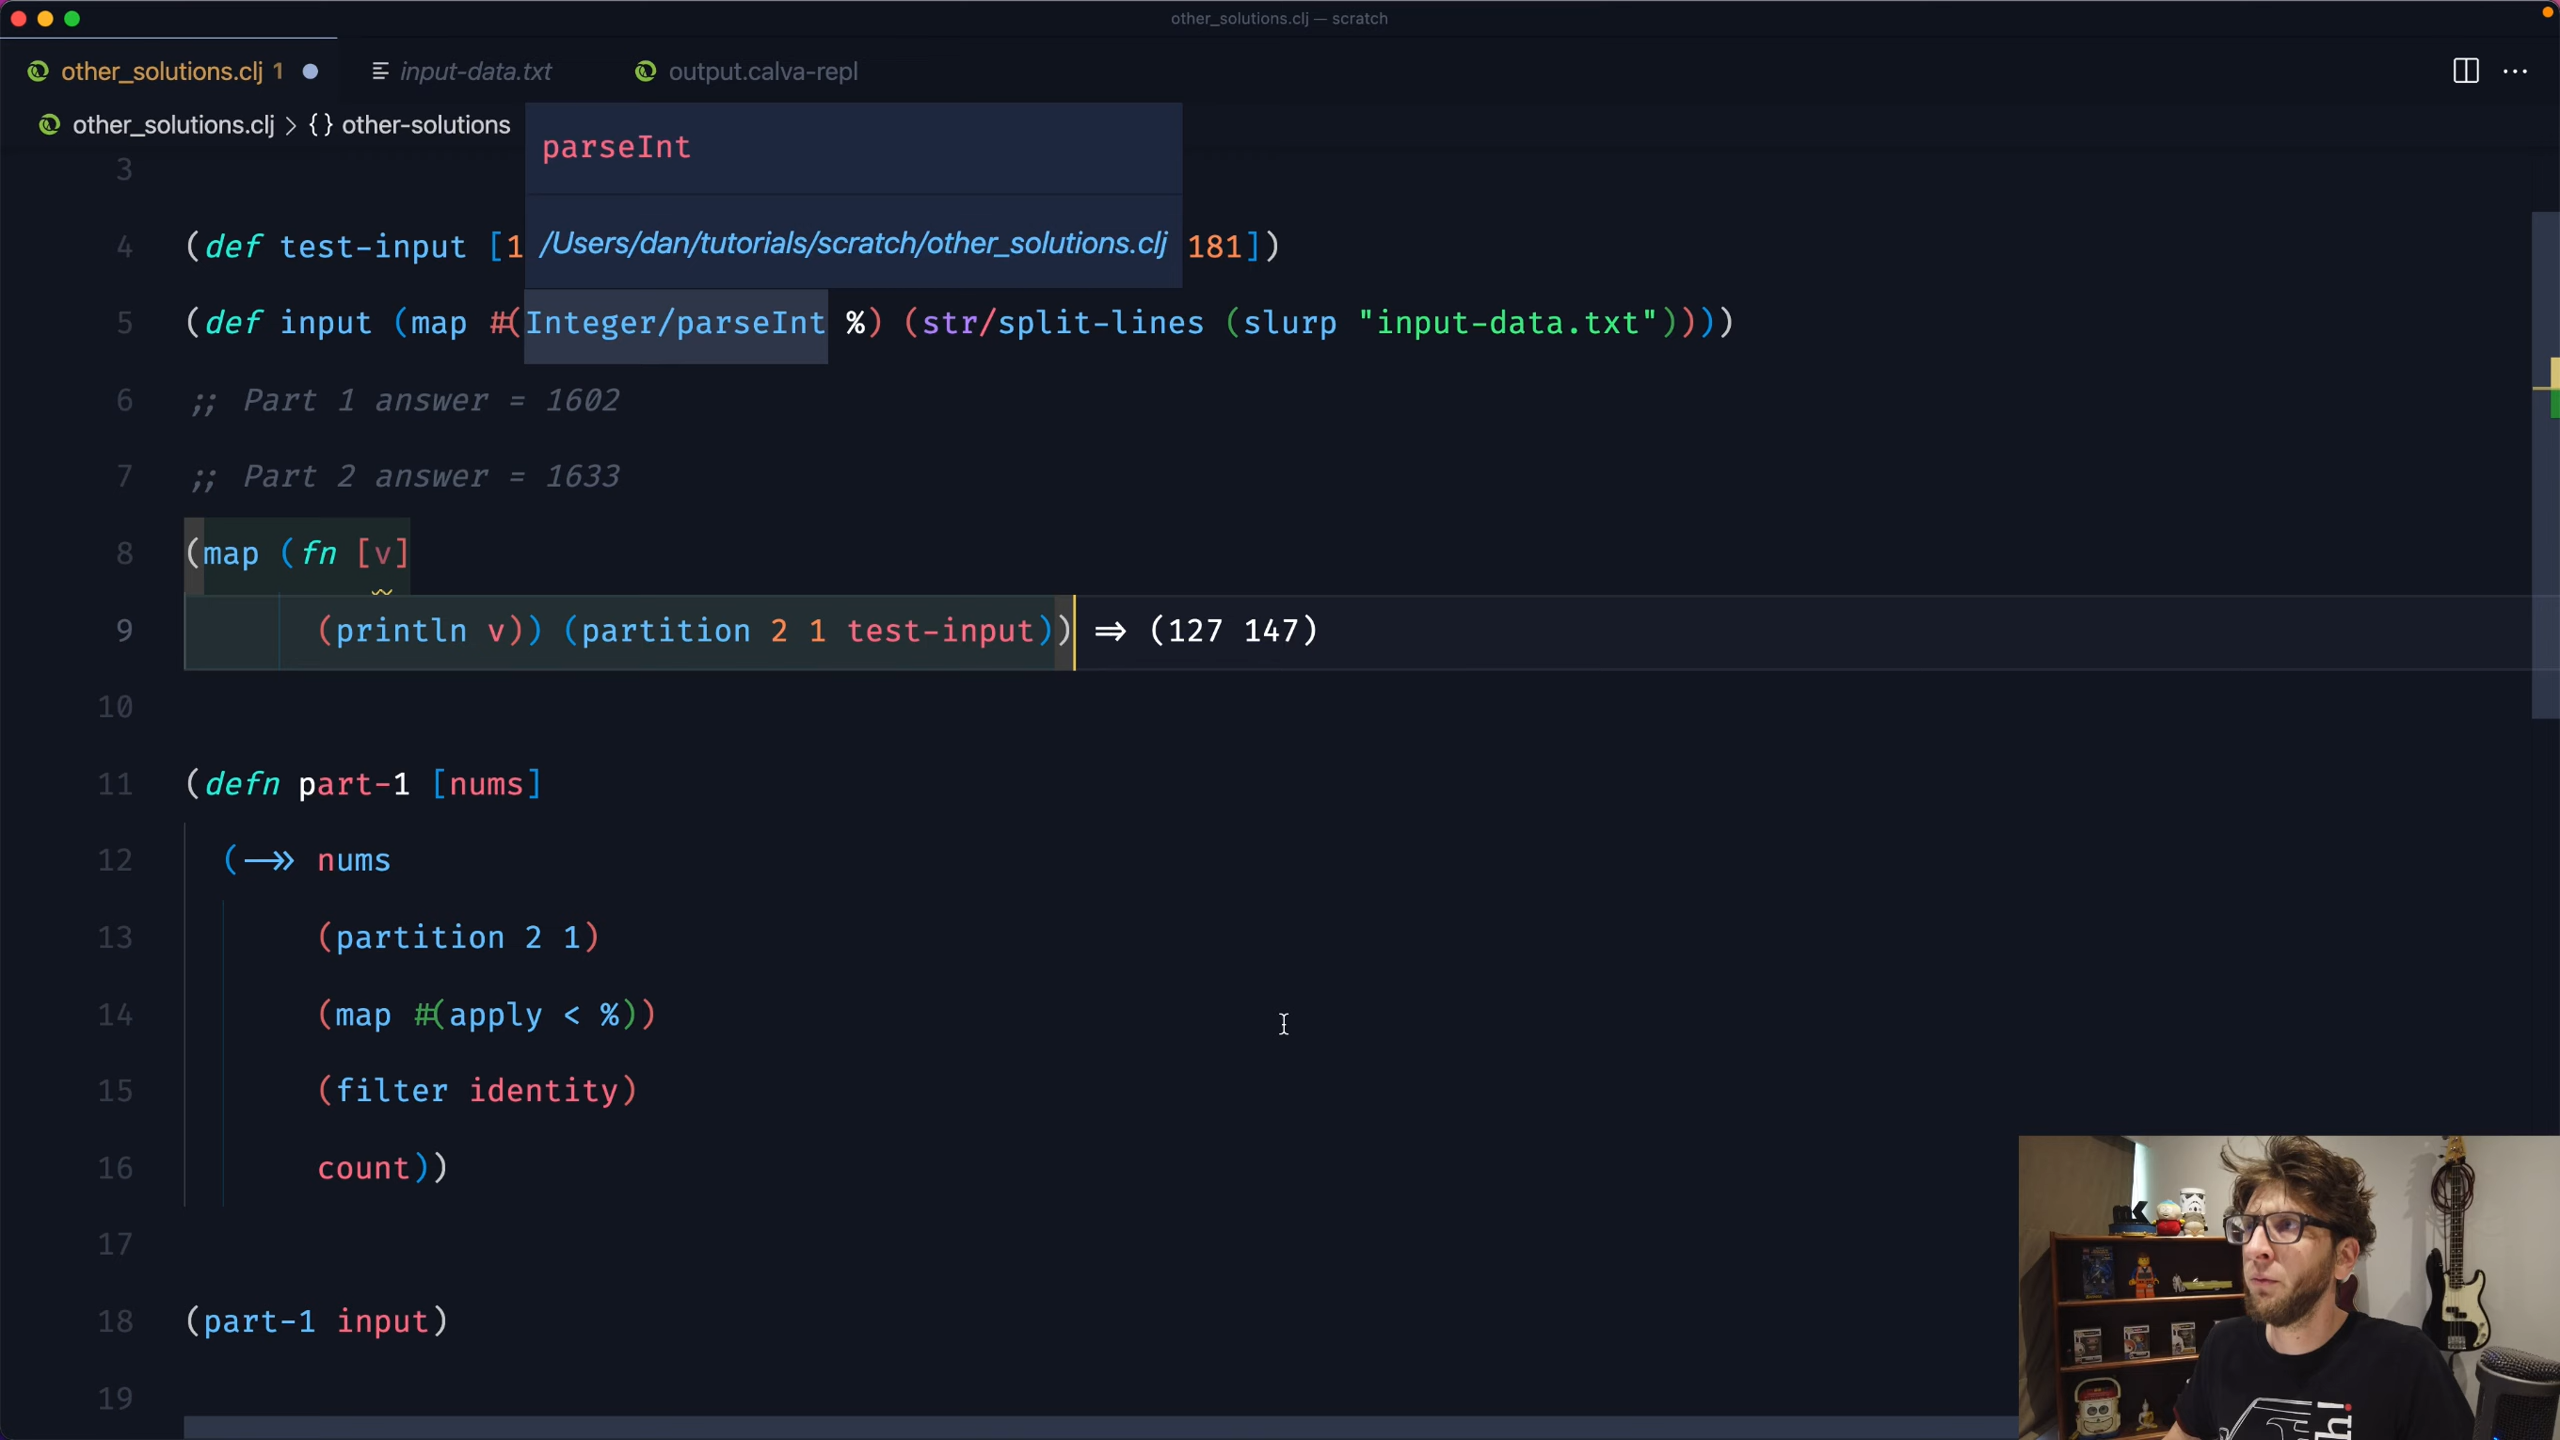 other_solutions.clj — scratch
other_solutions.clj 1
input-data.txt
output.calva-repl
other_solutions.clj > {} other-solutions
parseInt
/Users/dan/tutorials/scratch/other_solutions.clj
3
4 (def test-input [1 181])
5 (def input (map #(Integer/parseInt %) (str/split-lines (slurp "input-data.txt"))))
6 ;; Part 1 answer = 1602
7 ;; Part 2 answer = 1633
8 (map (fn [v]
9 (println v)) (partition 2 1 test-input)) => (127 147)
10
11 (defn part-1 [nums]
12 (->> nums
13 (partition 2 1)
14 (map #(apply < %))
15 (filter identity)
16 count))
17
18 (part-1 input)
19
h!